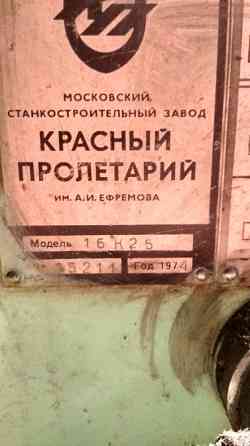 МОСКОВСКИЙ
СТАНКОСТРОИТЕЛЬНЫЙ ЗАВОД
КРАСНЫЙ
ПРОЛЕТАРИЙ
ИМ. А.И. ЕФРЕМОВА
Модель 16К25
Год 1974